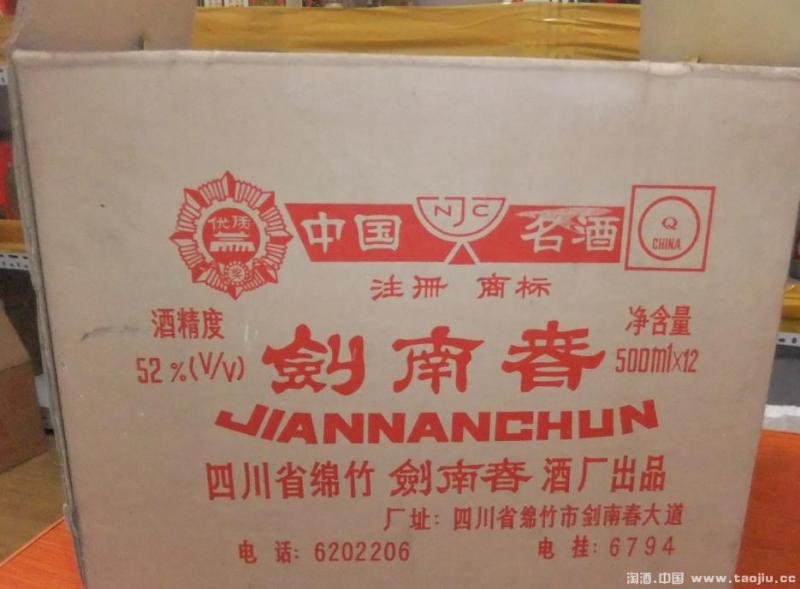 优质
奖
中国 NJC 名酒
Q
CHINA
注册 商标
酒精度
52%(V/V)
剑南春
净含量
500ml×12
JIANNANCHUN
四川省绵竹剑南春酒厂出品
厂址:四川省绵竹市剑南春大道
电话:6202206 电挂:6794
淘酒.中国 www.taojiu.cc